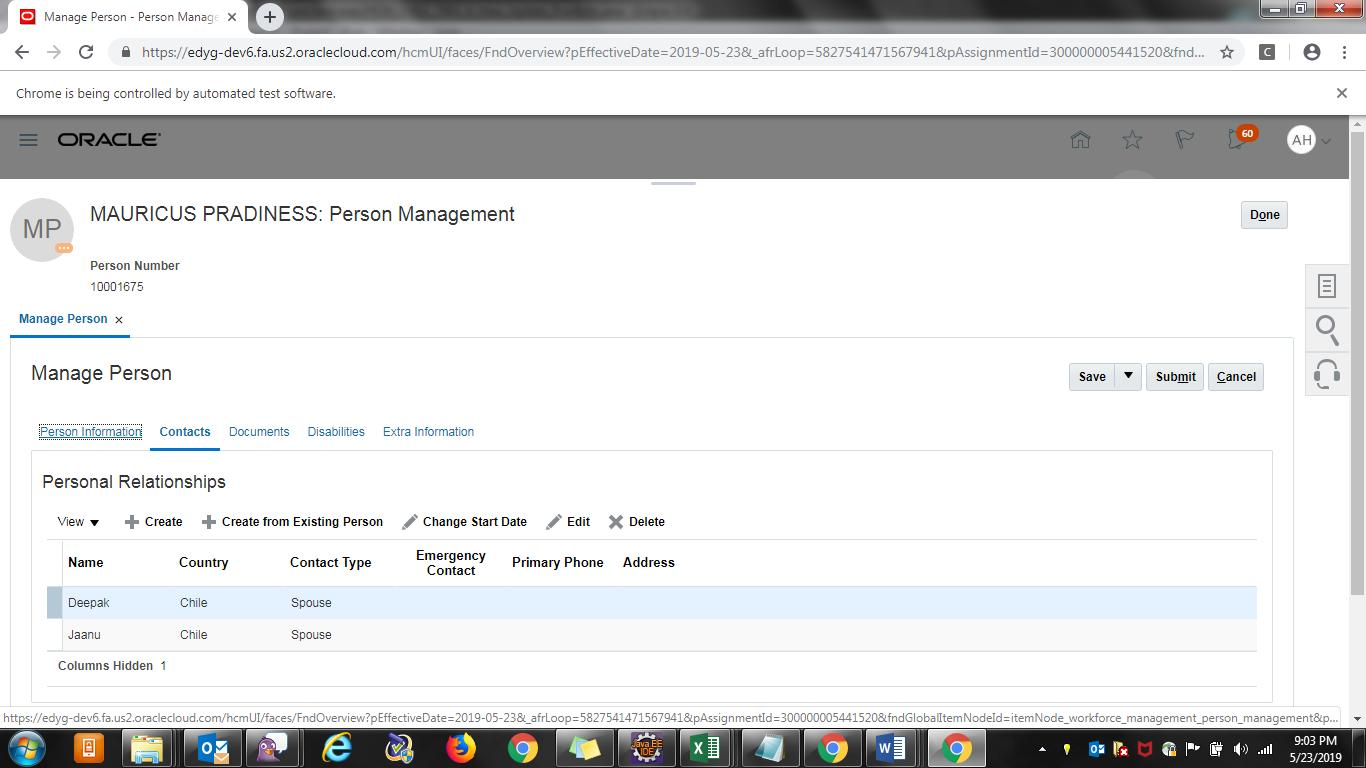 Manage Person - Person Manage
https://edyg-dev6.fa.us2.oraclecloud.com/hcmUI/faces/FndOverview?pEffectiveDate=2019-05-23&_afrLoop=5827541471567941&pAssignmentId=300000005441520&fnd...
C
Chrome is being controlled by automated test software.
ORACLE
60
AH
MP
MAURICUS PRADINESS: Person Management
Done
Person Number
10001675
Manage Person
Manage Person
Save
Submit
Cancel
Person Information Contacts Documents Disabilities Extra Information
Personal Relationships
View Create Create from Existing Person Change Start Date Edit Delete
Name Country Contact Type Emergency Contact Primary Phone Address
Deepak Chile Spouse
Jaanu Chile Spouse
Columns Hidden 1
https://edyg-dev6.fa.us2.oraclecloud.com/hcmUI/faces/FndOverview?pEffectiveDate=2019-05-23&_afrLoop=5827541471567941&pAssignmentId=300000005441520&fndGlobalItemNodeId=itemNode_workforce_management_person_management&p...
Java EE
IDE
9:03 PM
5/23/2019